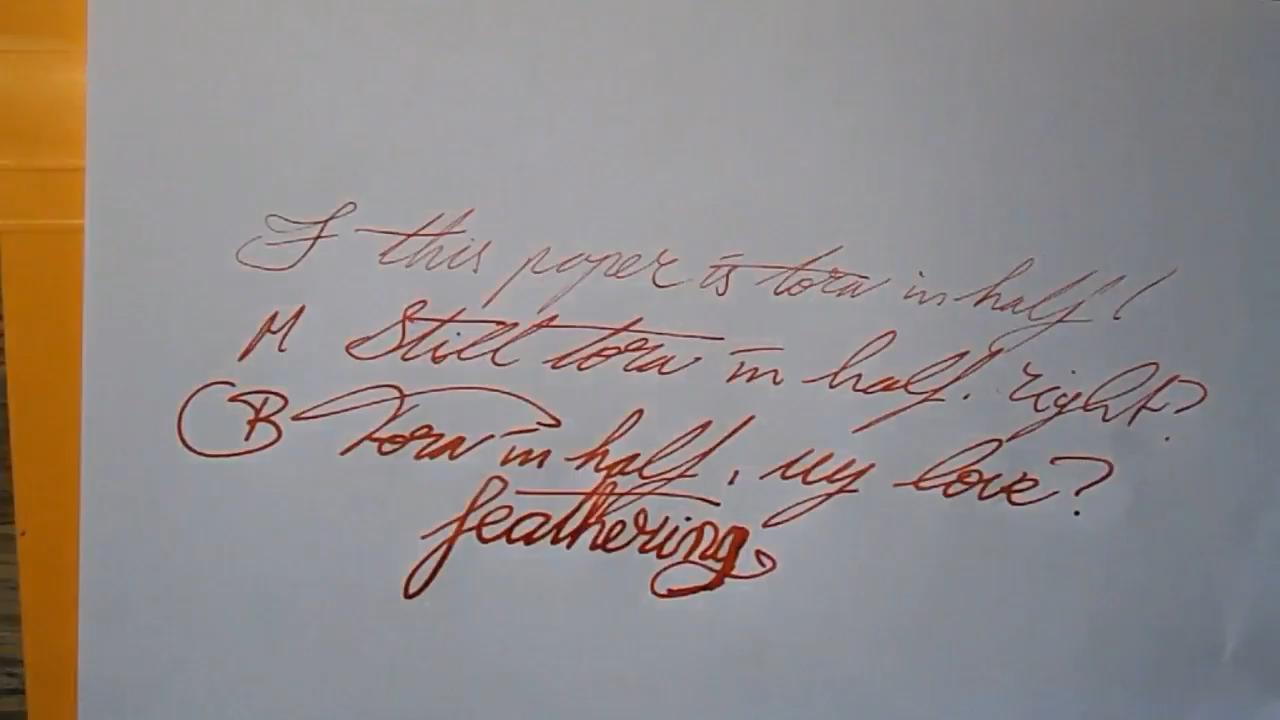 F this paper is torn in half!
M Still torn in half. right?
B Torn in half, my love?
feathering